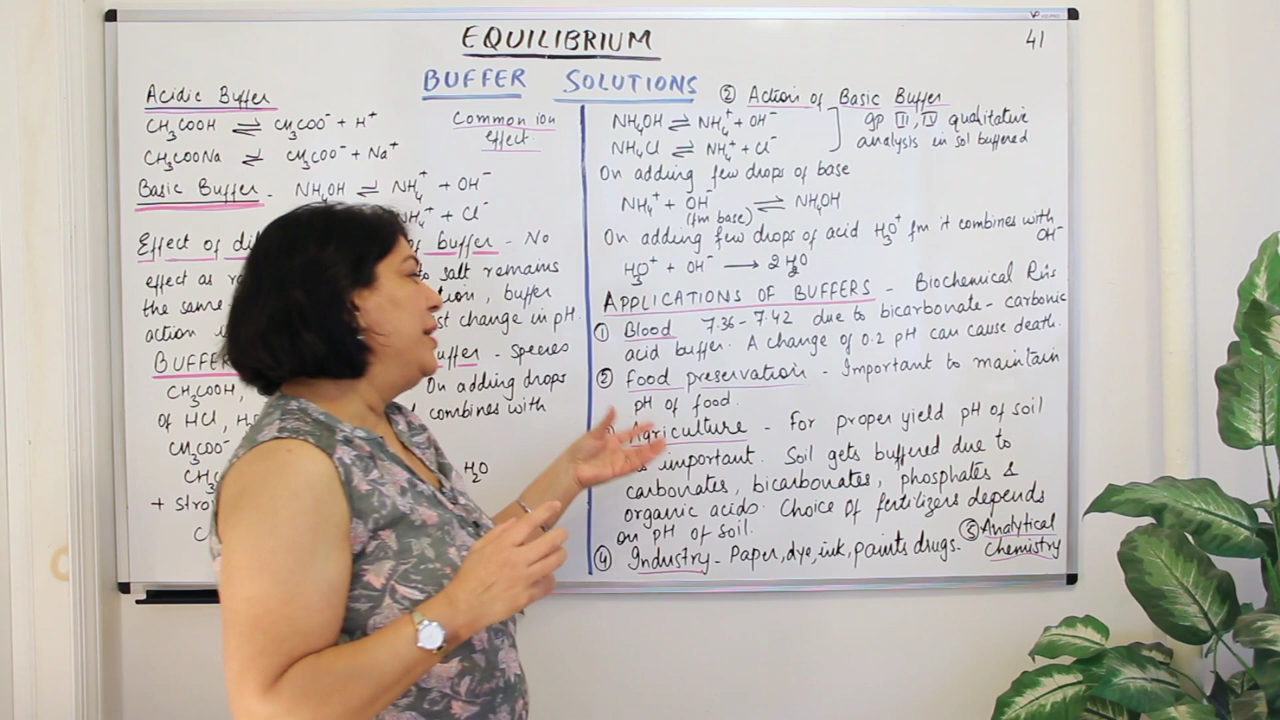 EQUILIBRIUM
41
BUFFER SOLUTIONS
Acidic Buffer
CH₃COOH ⇌ CH₃COO⁻ + H⁺
CH₃COONa ⇌ CH₃COO⁻ + Na⁺
Common ion
effect.
Basic Buffer - NH₄OH ⇌ NH₄⁺ + OH⁻
NH₄⁺ + Cl⁻
Effect of buffer - No
effect as to salt remains
the same buffer
action change in pH.
BUFFER - Species
CH₃COOH, On adding drops
of HCl, combines with
CH₃COO⁻
H₂O
② Action of Basic Buffer
NH₄OH ⇌ NH₄⁺ + OH⁻
NH₄Cl ⇌ NH₄⁺ + Cl⁻
gp III, IV qualitative
analysis in sol buffered
On adding few drops of base
NH₄⁺ + OH⁻ ⇌ NH₄OH
(fm base)
On adding few drops of acid H₃O⁺ fm it combines with
OH⁻
H₃O⁺ + OH⁻ ⟶ 2H₂O
APPLICATIONS OF BUFFERS - Biochemical Rxns
① Blood 7.36-7.42 due to bicarbonate - carbonic
acid buffer. A change of 0.2 pH can cause death.
② Food preservation - Important to maintain
pH of food.
Agriculture - for proper yield pH of soil
is important. Soil gets buffered due to
carbonates, bicarbonates, phosphates &
organic acids. Choice of fertilizers depends
on pH of soil.
④ Industry - Paper, dye, ink, paints drugs.
⑤ Analytical
Chemistry